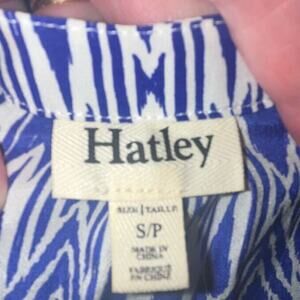 Hatley
SIZE | TAILLE
S/P
MADE IN
CHINA
FABRIQUÉ
EN CHINE